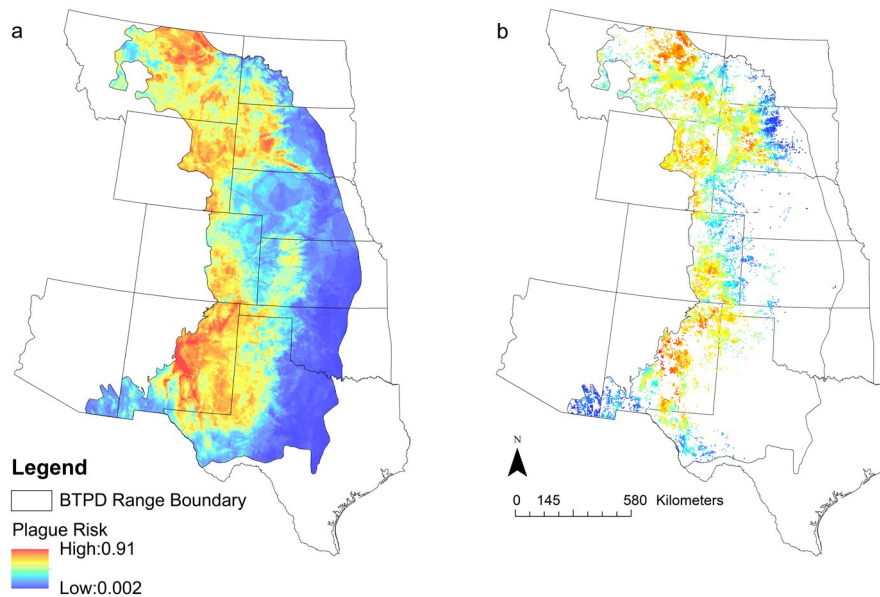 a
b
Legend
BTPD Range Boundary
Plague Risk
High:0.91
Low:0.002
N
0 145 580 Kilometers